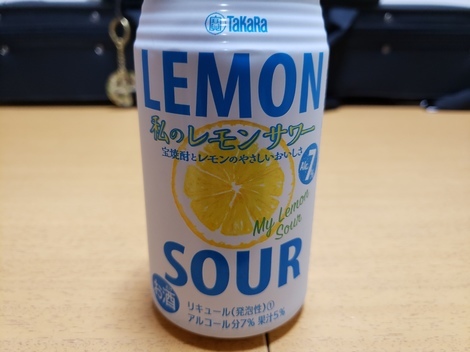 寶 TaKaRa
LEMON
私のレモンサワー
宝焼酎とレモンのやさしいおいしさ
Alc.7%
My Lemon
Sour
SOUR
お酒
リキュール(発泡性)①
アルコール分7% 果汁5%